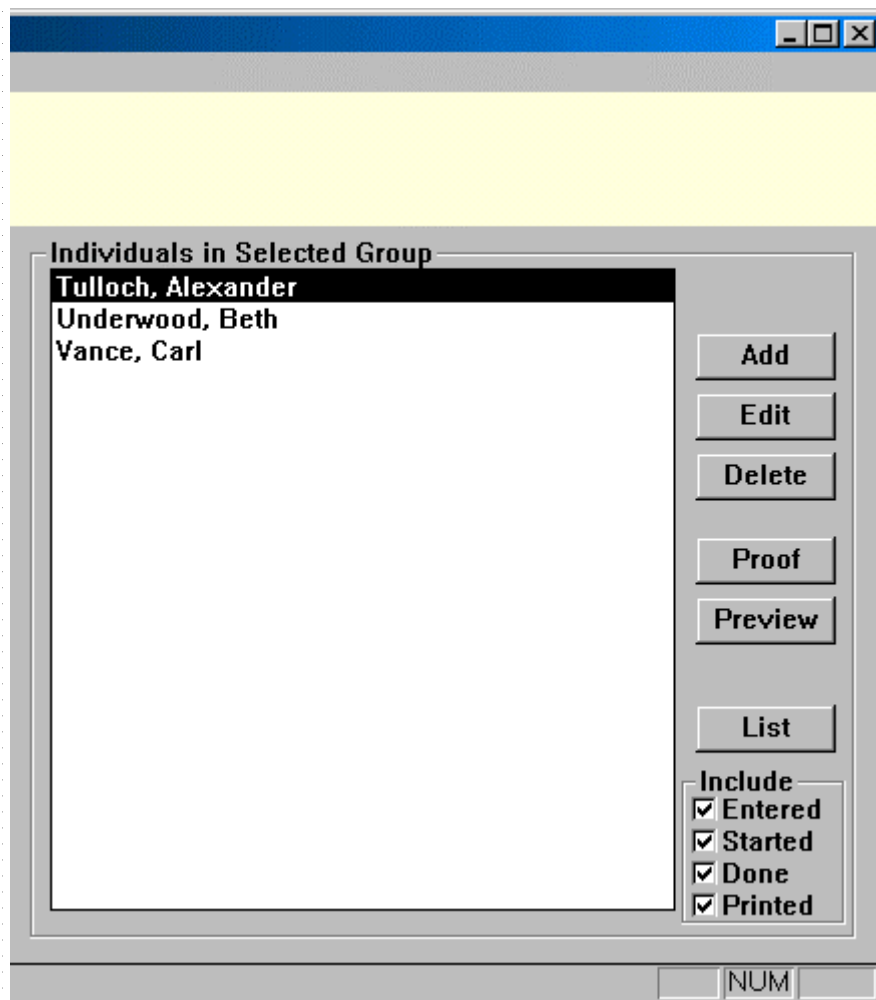 Individuals in Selected Group
Tulloch, Alexander
Underwood, Beth
Vance, Carl
Add
Edit
Delete
Proof
Preview
List
Include
Entered
Started
Done
Printed
NUM